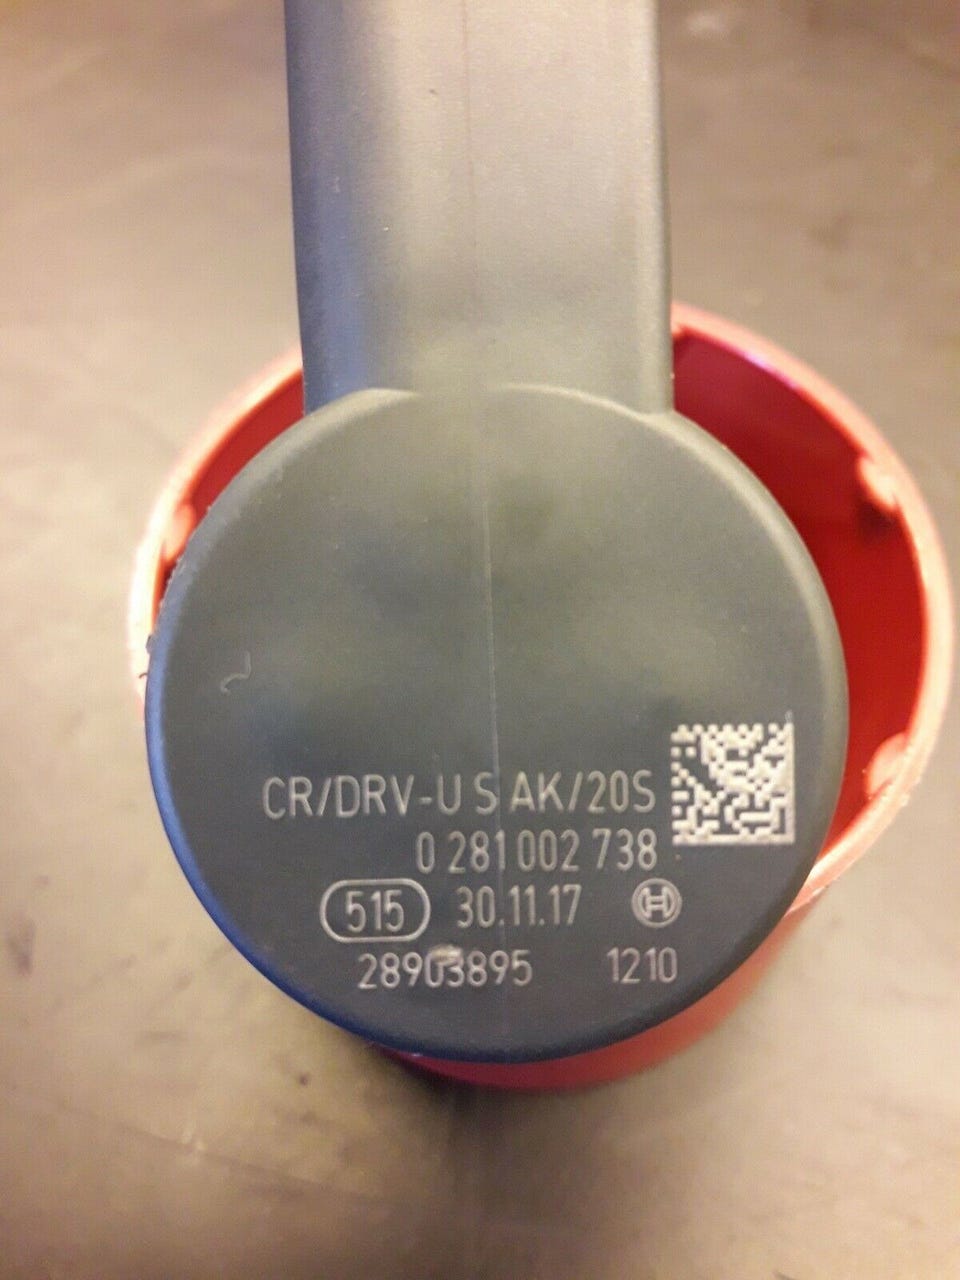 CR/DRV-U S AK/20S
0 281 002 738
515 30.11.17
28903895 1210